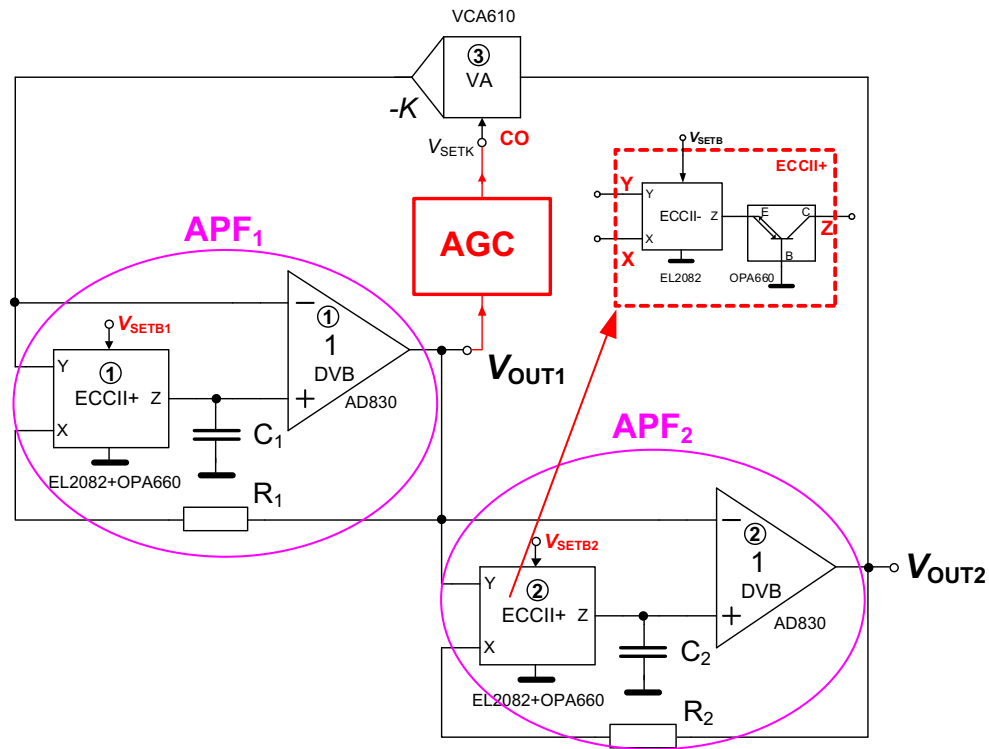 VCA610
③
VA
-K
VSETK
CO
VSETB
ECCII+
Y
Y
ECCII-
Z
E
C
Z
X
X
B
EL2082
OPA660
AGC
APF1
−
①
1
DVB
+
AD830
VSETB1
Y
①
ECCII+
Z
X
C1
EL2082+OPA660
R1
VOUT1
APF2
−
②
1
DVB
+
AD830
VSETB2
Y
②
ECCII+
Z
X
C2
EL2082+OPA660
R2
VOUT2